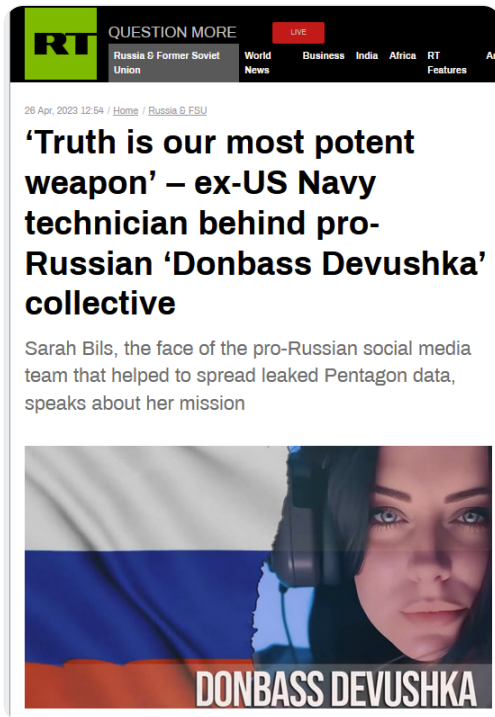 RT
QUESTION MORE
LIVE
Russia & Former Soviet
Union
World
News
Business
India
Africa
RT
Features
26 Apr, 2023 12:54 / Home / Russia & FSU
‘Truth is our most potent
weapon’ – ex-US Navy
technician behind pro-
Russian ‘Donbass Devushka’
collective
Sarah Bils, the face of the pro-Russian social media
team that helped to spread leaked Pentagon data,
speaks about her mission
DONBASS DEVUSHKA